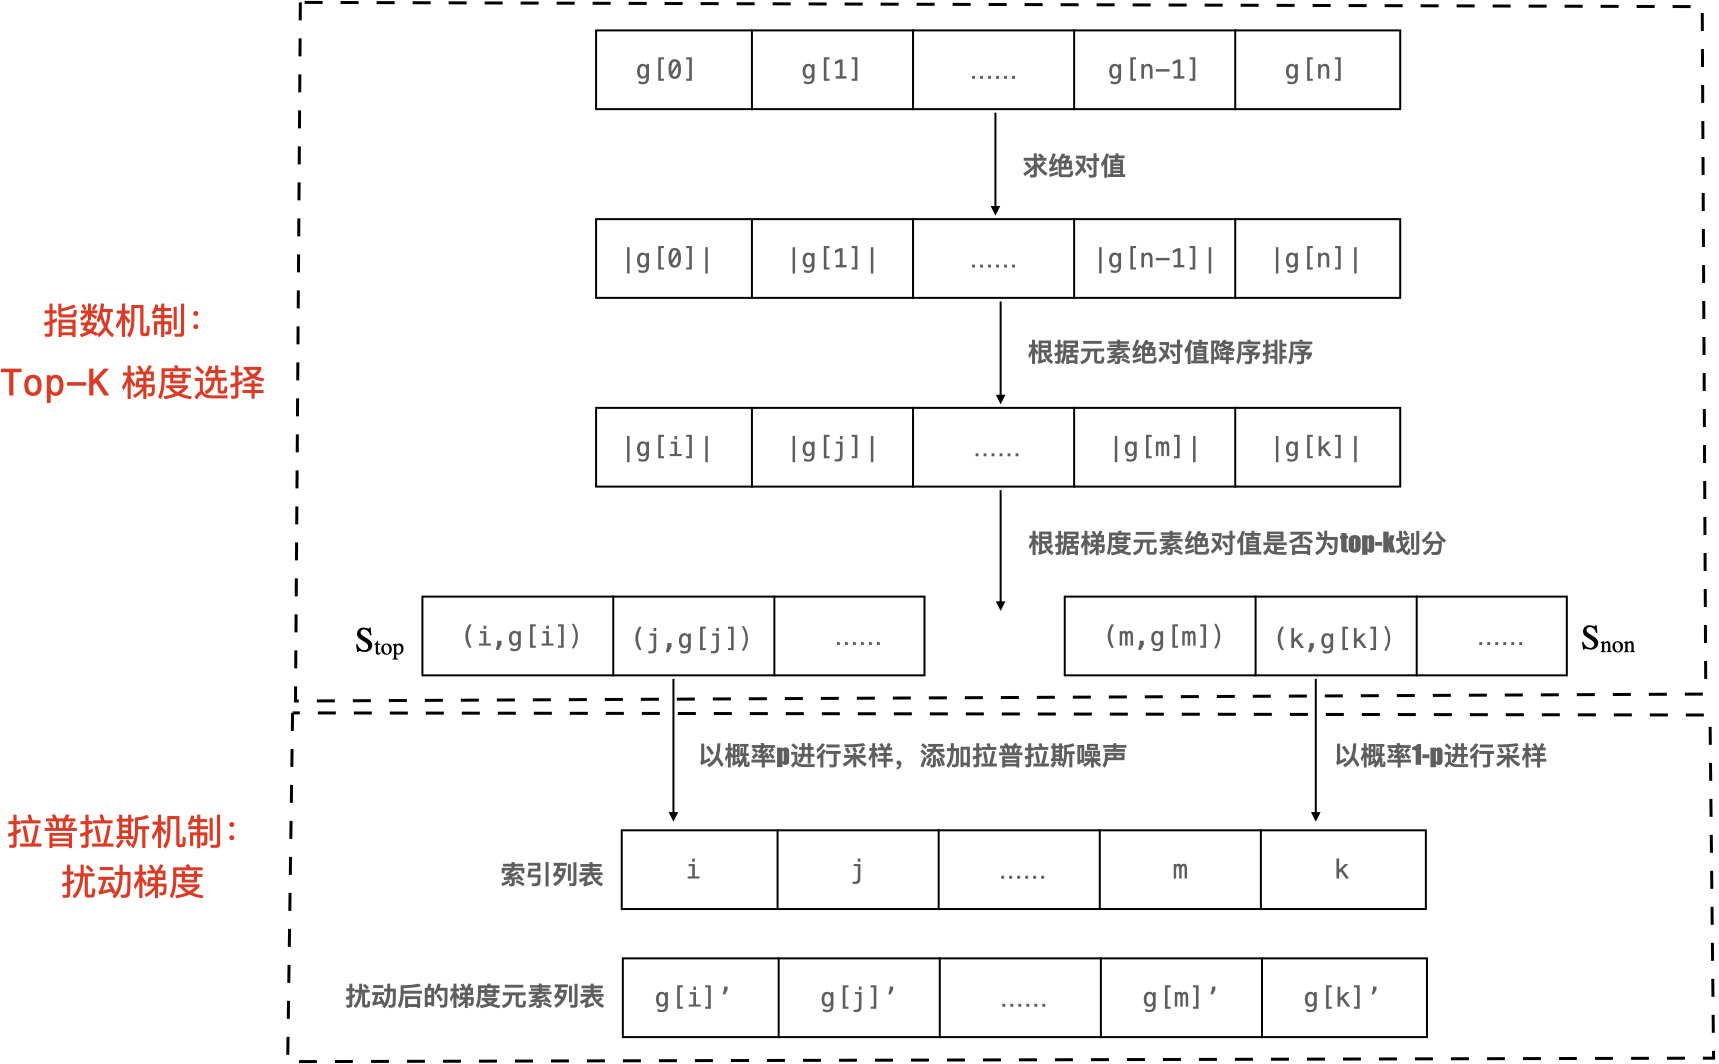 g[0] g[1] ...... g[n-1] g[n]
求绝对值
|g[0]| |g[1]| ...... |g[n-1]| |g[n]|
指数机制：
Top-K 梯度选择
根据元素绝对值降序排序
|g[i]| |g[j]| ...... |g[m]| |g[k]|
根据梯度元素绝对值是否为top-k划分
Stop (i,g[i]) (j,g[j]) ...... (m,g[m]) (k,g[k]) ...... Snon
以概率p进行采样，添加拉普拉斯噪声 以概率1-p进行采样
拉普拉斯机制：
扰动梯度
索引列表 i j ...... m k
扰动后的梯度元素列表 g[i]’ g[j]’ ...... g[m]’ g[k]’